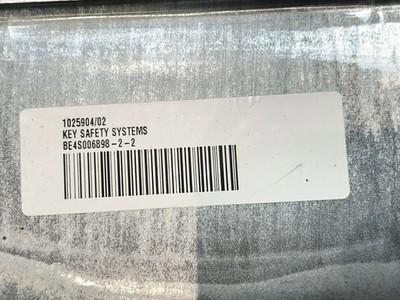 1025904/02
KEY SAFETY SYSTEMS
BE4S006898-2-2